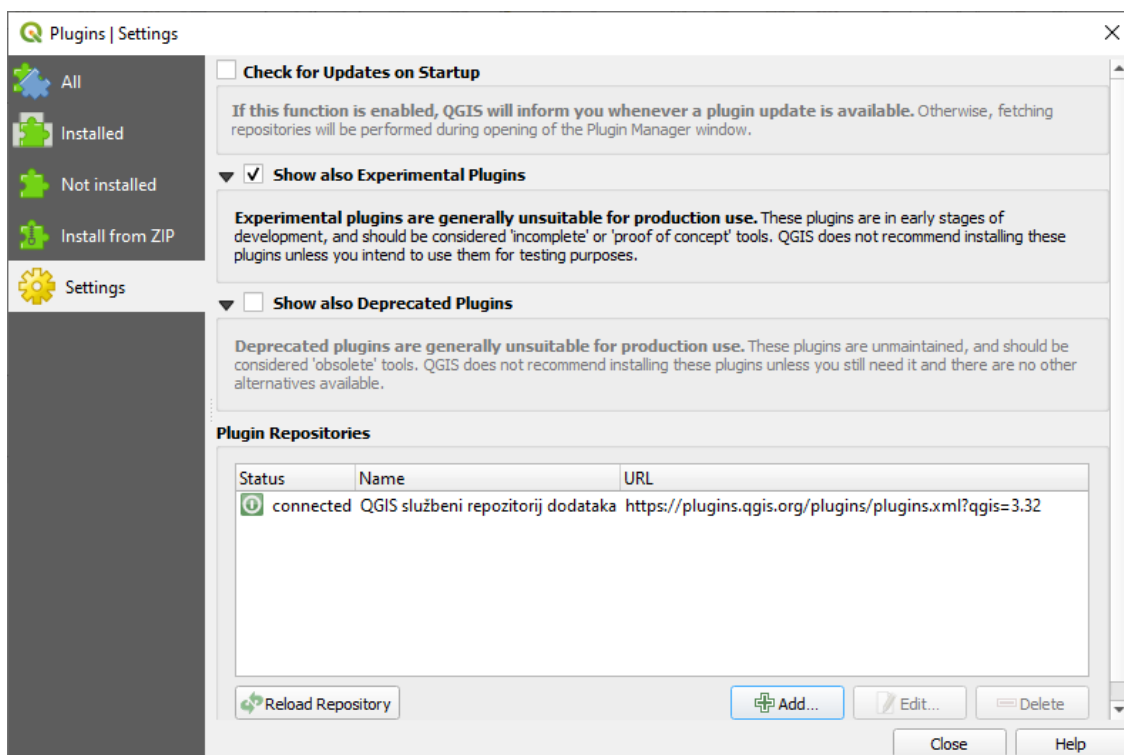 Plugins | Settings
All
Installed
Not installed
Install from ZIP
Settings
Check for Updates on Startup
If this function is enabled, QGIS will inform you whenever a plugin update is available. Otherwise, fetching
repositories will be performed during opening of the Plugin Manager window.
Show also Experimental Plugins
Experimental plugins are generally unsuitable for production use. These plugins are in early stages of
development, and should be considered 'incomplete' or 'proof of concept' tools. QGIS does not recommend installing these
plugins unless you intend to use them for testing purposes.
Show also Deprecated Plugins
Deprecated plugins are generally unsuitable for production use. These plugins are unmaintained, and should be
considered 'obsolete' tools. QGIS does not recommend installing these plugins unless you still need it and there are no other
alternatives available.
Plugin Repositories
Status Name URL
connected QGIS službeni repozitorij dodataka https://plugins.qgis.org/plugins/plugins.xml?qgis=3.32
Reload Repository Add... Edit... Delete
Close Help